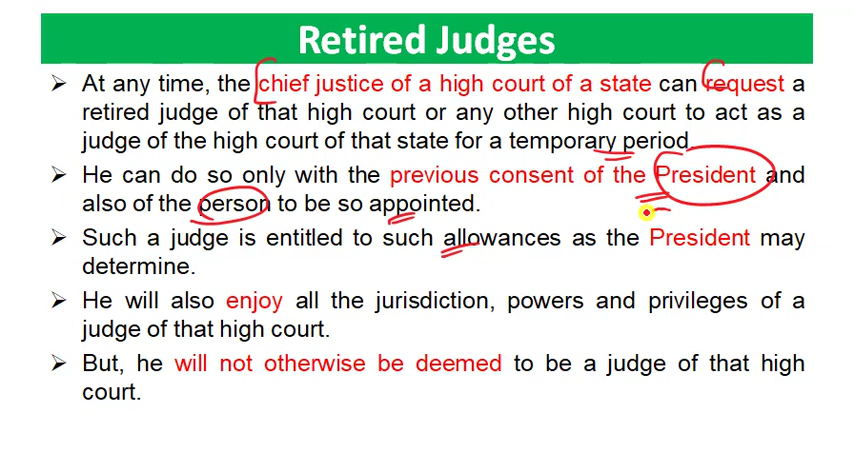 Retired Judges
➢ At any time, the chief justice of a high court of a state can request a
retired judge of that high court or any other high court to act as a
judge of the high court of that state for a temporary period.
➢ He can do so only with the previous consent of the President and
also of the person to be so appointed.
➢ Such a judge is entitled to such allowances as the President may
determine.
➢ He will also enjoy all the jurisdiction, powers and privileges of a
judge of that high court.
➢ But, he will not otherwise be deemed to be a judge of that high
court.